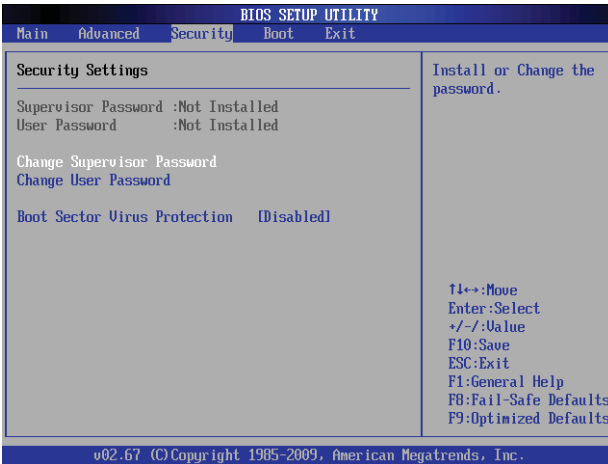 BIOS SETUP UTILITY
Main Advanced Security Boot Exit
Security Settings
Supervisor Password :Not Installed
User Password :Not Installed
Change Supervisor Password
Change User Password
Boot Sector Virus Protection [Disabled]
Install or Change the
password.
↑↓↔:Move
Enter:Select
+/-/:Value
F10:Save
ESC:Exit
F1:General Help
F8:Fail-Safe Defaults
F9:Optimized Defaults
v02.67 (C)Copyright 1985-2009, American Megatrends, Inc.